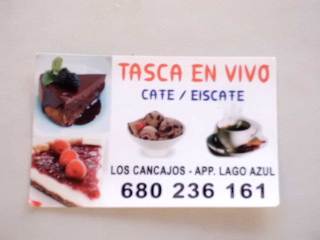 TASCA EN VIVO
CATE / EISCATE
LOS CANCAJOS - APP. LAGO AZUL
680 236 161